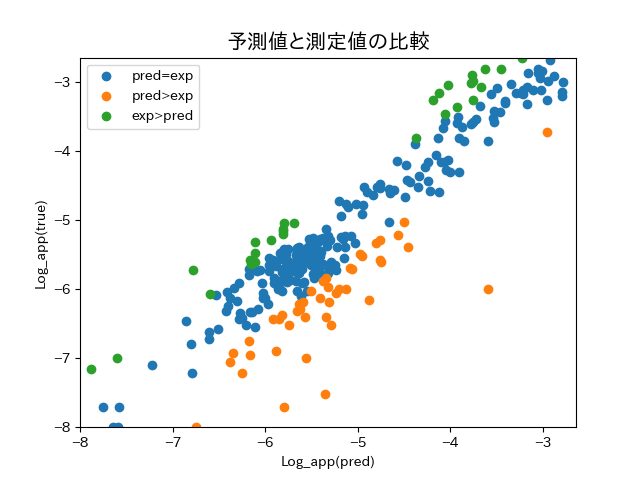 予測値と測定値の比較
pred=exp
pred>exp
exp>pred
Log_app(true)
−3
−4
−5
−6
−7
−8
−8 −7 −6 −5 −4 −3
Log_app(pred)